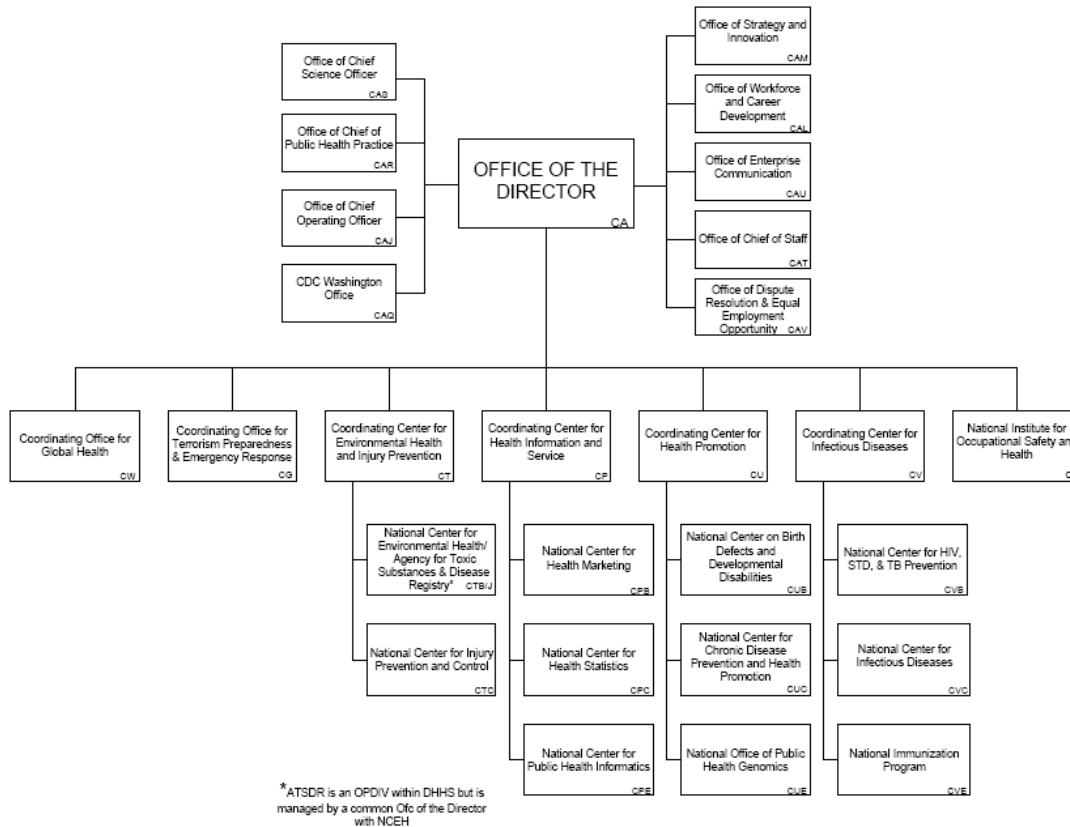 Office of Chief
Science Officer
CAS
Office of Chief of
Public Health Practice
CAR
Office of Chief
Operating Officer
CAJ
CDC Washington
Office
CAQ
OFFICE OF THE
DIRECTOR
CA
Office of Strategy and
Innovation
CAM
Office of Workforce
and Career
Development
CAL
Office of Enterprise
Communication
CAU
Office of Chief of Staff
CAT
Office of Dispute
Resolution & Equal
Employment
Opportunity CAV
Coordinating Office for
Global Health
CW
Coordinating Office for
Terrorism Preparedness
& Emergency Response
CG
Coordinating Center for
Environmental Health
and Injury Prevention
CT
Coordinating Center for
Health Information and
Service
CP
Coordinating Center for
Health Promotion
CU
Coordinating Center for
Infectious Diseases
CV
National Institute for
Occupational Safety an
Health
C
National Center for
Environmental Health/
Agency for Toxic
Substances & Disease
Registry* CTB/J
National Center for Injury
Prevention and Control
CTC
National Center for
Health Marketing
CPB
National Center for
Health Statistics
CPC
National Center for
Public Health Informatics
CPE
National Center on Birth
Defects and
Developmental
Disabilities
CUB
National Center for
Chronic Disease
Prevention and Health
Promotion
CUC
National Office of Public
Health Genomics
CUE
National Center for HIV,
STD, & TB Prevention
CVB
National Center for
Infectious Diseases
CVC
National Immunization
Program
CVE
*ATSDR is an OPDIV within DHHS but is
managed by a common Ofc of the Director
with NCEH